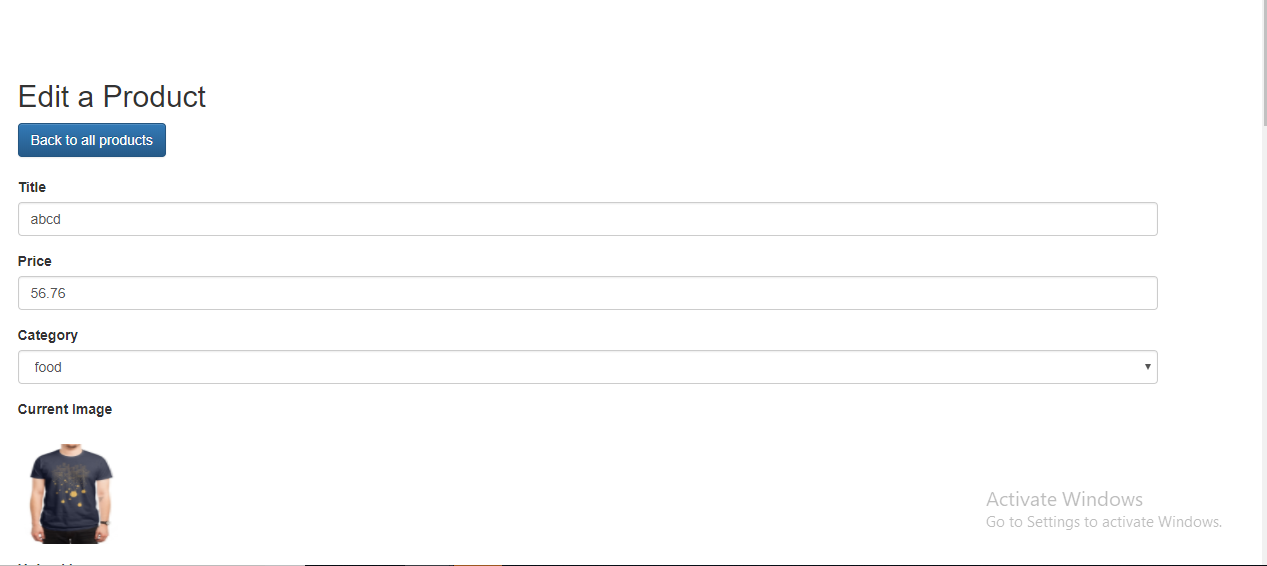 Edit a Product
Back to all products
Title
abcd
Price
56.76
Category
food
Current Image
Activate Windows
Go to Settings to activate Windows.